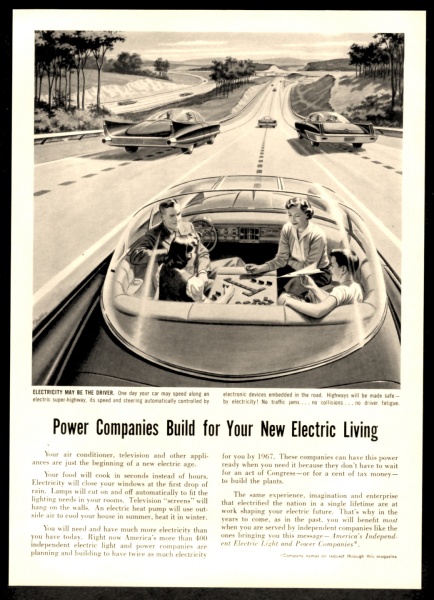 ELECTRICITY MAY BE THE DRIVER. One day your car may speed along an
electric super-highway, its speed and steering automatically controlled by
electronic devices embedded in the road. Highways will be made safe—
by electricity! No traffic jams . . . no collisions . . . no driver fatigue.
Power Companies Build for Your New Electric Living
Your air conditioner, television and other appli-
ances are just the beginning of a new electric age.
Your food will cook in seconds instead of hours.
Electricity will close your windows at the first drop of
rain. Lamps will cut on and off automatically to fit the
lighting needs in your rooms. Television "screens" will
hang on the walls. An electric heat pump will use out-
side air to cool your house in summer, heat it in winter.
You will need and have much more electricity than
you have today. Right now America's more than 400
independent electric light and power companies are
planning and building to have twice as much electricity
for you by 1967. These companies can have this power
ready when you need it because they don't have to wait
for an act of Congress—or for a cent of tax money—
to build the plants.
The same experience, imagination and enterprise
that electrified the nation in a single lifetime are at
work shaping your electric future. That's why in the
years to come, as in the past, you will benefit most
when you are served by independent companies like the
ones bringing you this message—America's Independ-
ent Electric Light and Power Companies*.
*Company names on request through this magazine